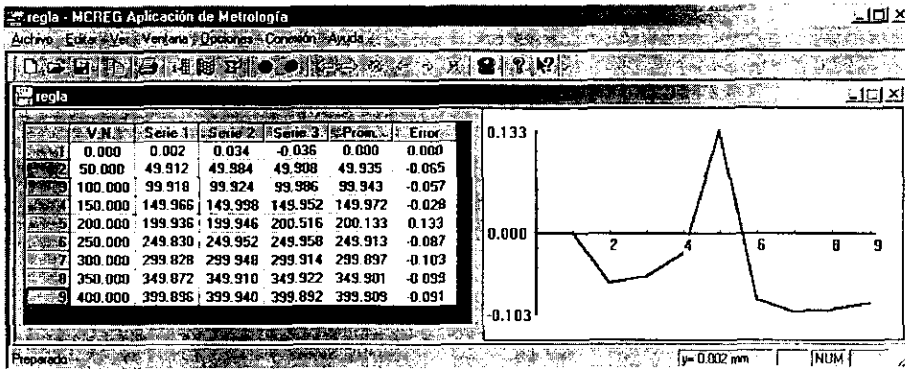 regla - MCREG Aplicación de Metrología
Archivo Editar Ver Ventana Opciones Conexión Ayuda
regla
V.N. Serie 1 Serie 2 Serie 3 Prom... Error
1 0.000 0.002 0.034 -0.036 0.000 0.000
2 50.000 49.912 49.984 49.908 49.935 -0.065
3 100.000 99.918 99.924 99.986 99.943 -0.057
4 150.000 149.966 149.998 149.952 149.972 -0.028
5 200.000 199.936 199.946 200.516 200.133 0.133
6 250.000 249.830 249.952 249.958 249.913 -0.087
7 300.000 299.828 299.948 299.914 299.897 -0.103
8 350.000 349.872 349.910 349.922 349.901 -0.099
9 400.000 399.896 399.940 399.892 399.909 -0.091
0.133
0.000 2 4 6 8 9
-0.103
Preparado y= 0.002 mm NUM